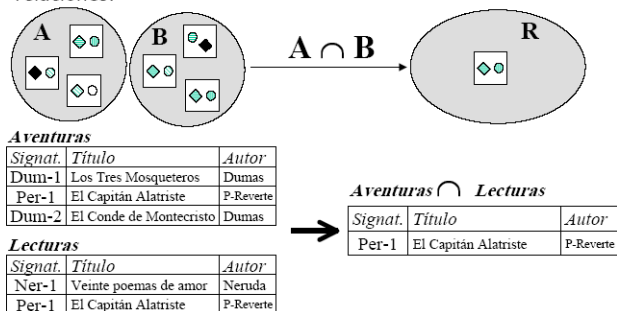 A B A ∩ B R
Aventuras
Signat. Título Autor
Dum-1 Los Tres Mosqueteros Dumas
Per-1 El Capitán Alatriste P-Reverte
Dum-2 El Conde de Montecristo Dumas
Lecturas
Signat. Título Autor
Ner-1 Veinte poemas de amor Neruda
Per-1 El Capitán Alatriste P-Reverte
Aventuras ∩ Lecturas
Signat. Título Autor
Per-1 El Capitán Alatriste P-Reverte